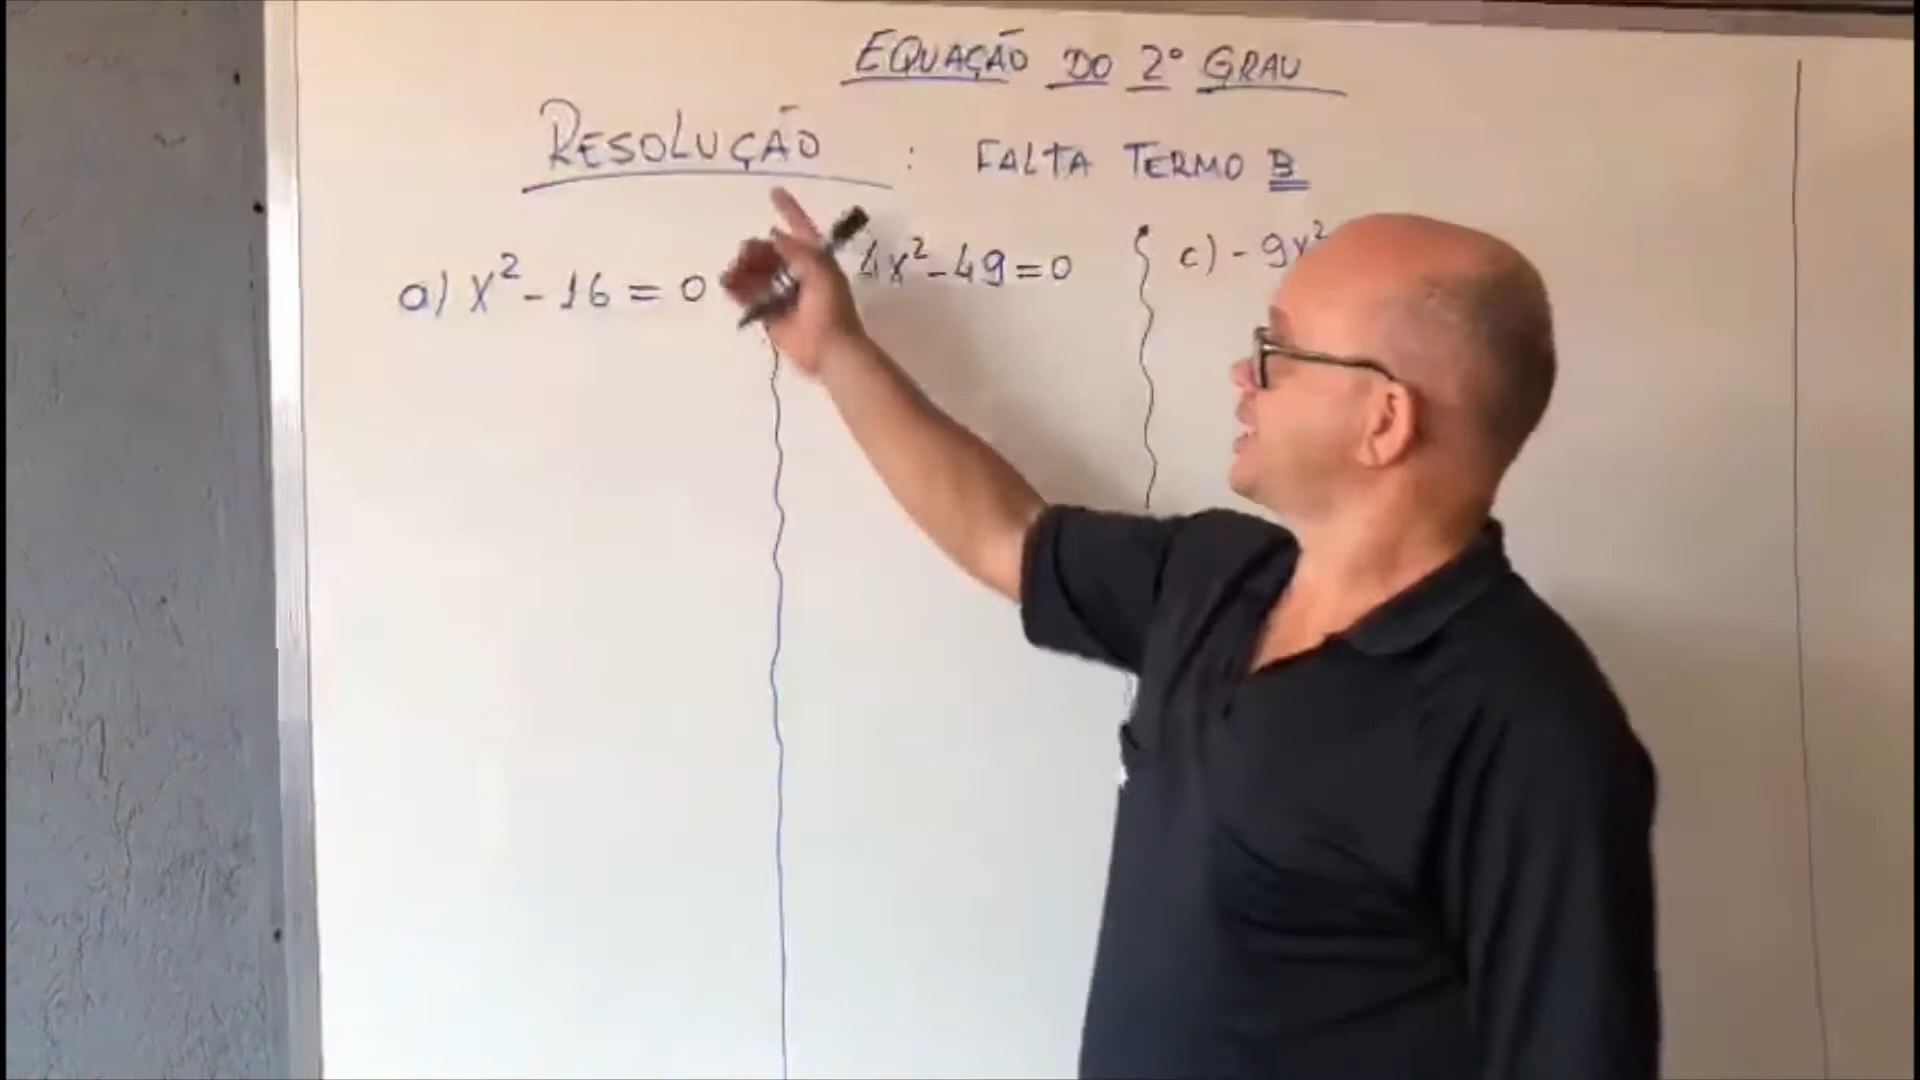 EQUAÇÃO DO 2° GRAU
RESOLUÇÃO : FALTA TERMO B
a) x² - 16 = 0
4x² - 49 = 0
c) - 9x²